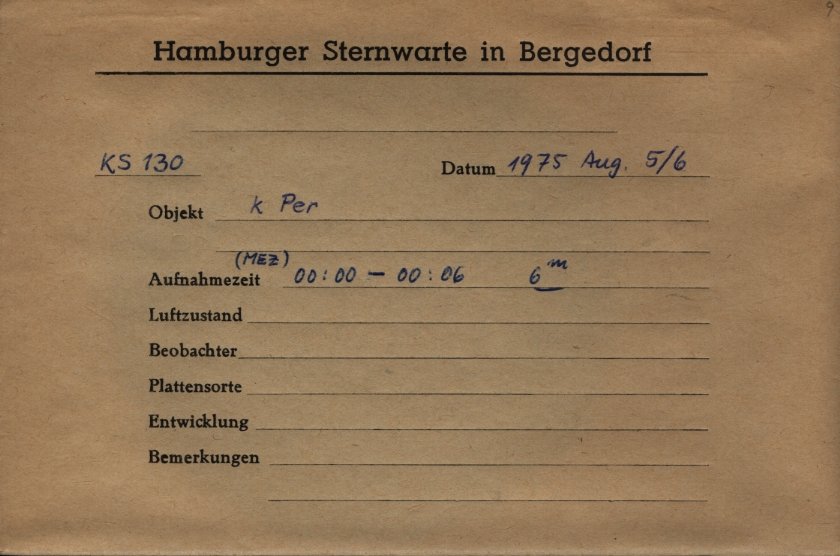 9
Hamburger Sternwarte in Bergedorf
KS 130 Datum 1975 Aug. 5/6
Objekt k Per
(MEZ)
Aufnahmezeit 00:00 – 00:06 6ᵐ
Luftzustand
Beobachter
Plattensorte
Entwicklung
Bemerkungen